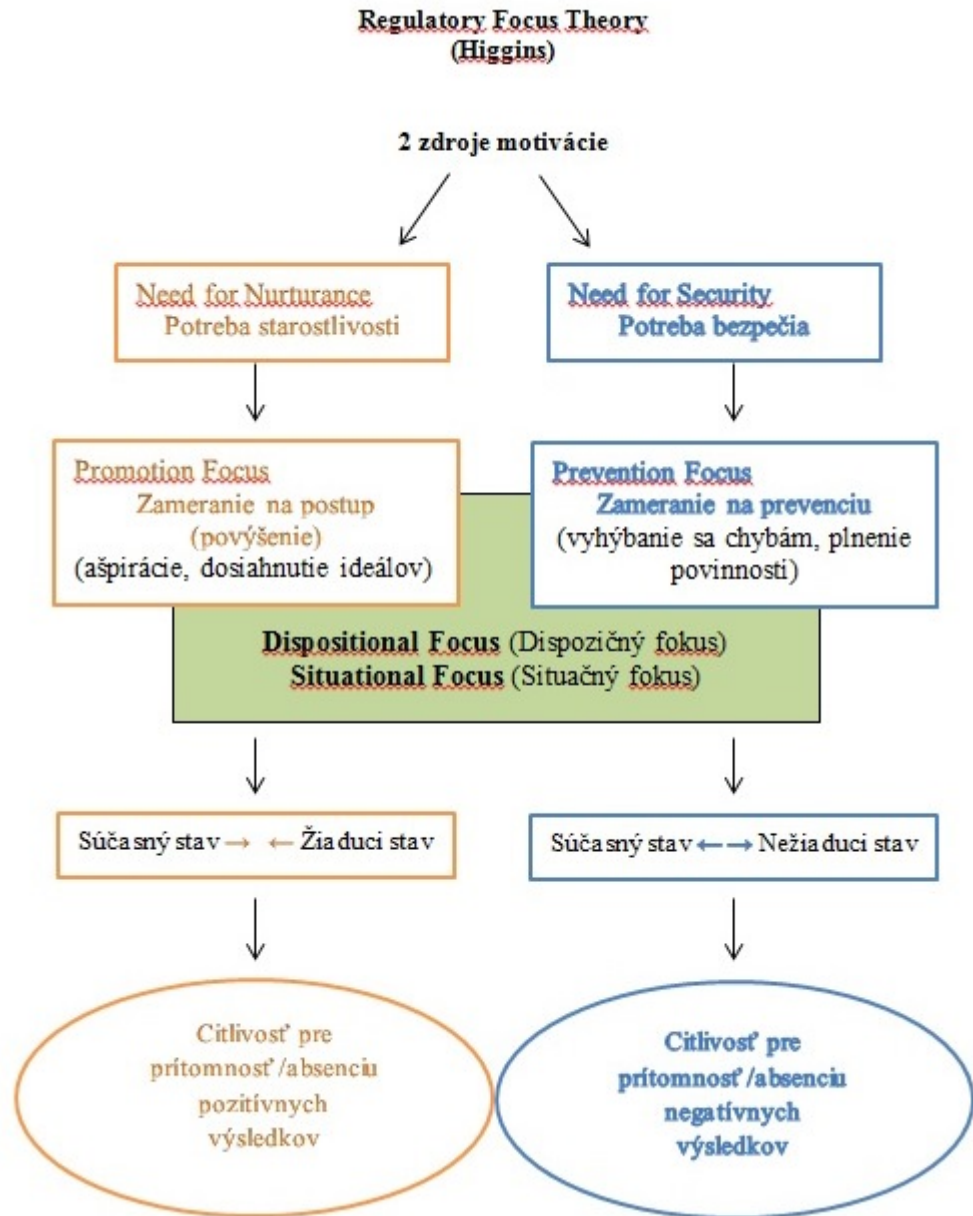 Regulatory Focus Theory
(Higgins)
2 zdroje motivácie
Need for Nurturance
Potreba starostlivosti
Need for Security
Potreba bezpečia
Promotion Focus
Zameranie na postup
(povýšenie)
(ašpirácie, dosiahnutie ideálov)
Prevention Focus
Zameranie na prevenciu
(vyhýbanie sa chybám, plnenie
povinnosti)
Dispositional Focus (Dispozičný fokus)
Situational Focus (Situačný fokus)
Súčasný stav → ← Žiaduci stav
Súčasný stav ← → Nežiaduci stav
Citlivosť pre
prítomnosť/absenciu
pozitívnych
výsledkov
Citlivosť pre
prítomnosť/absenciu
negatívnych
výsledkov